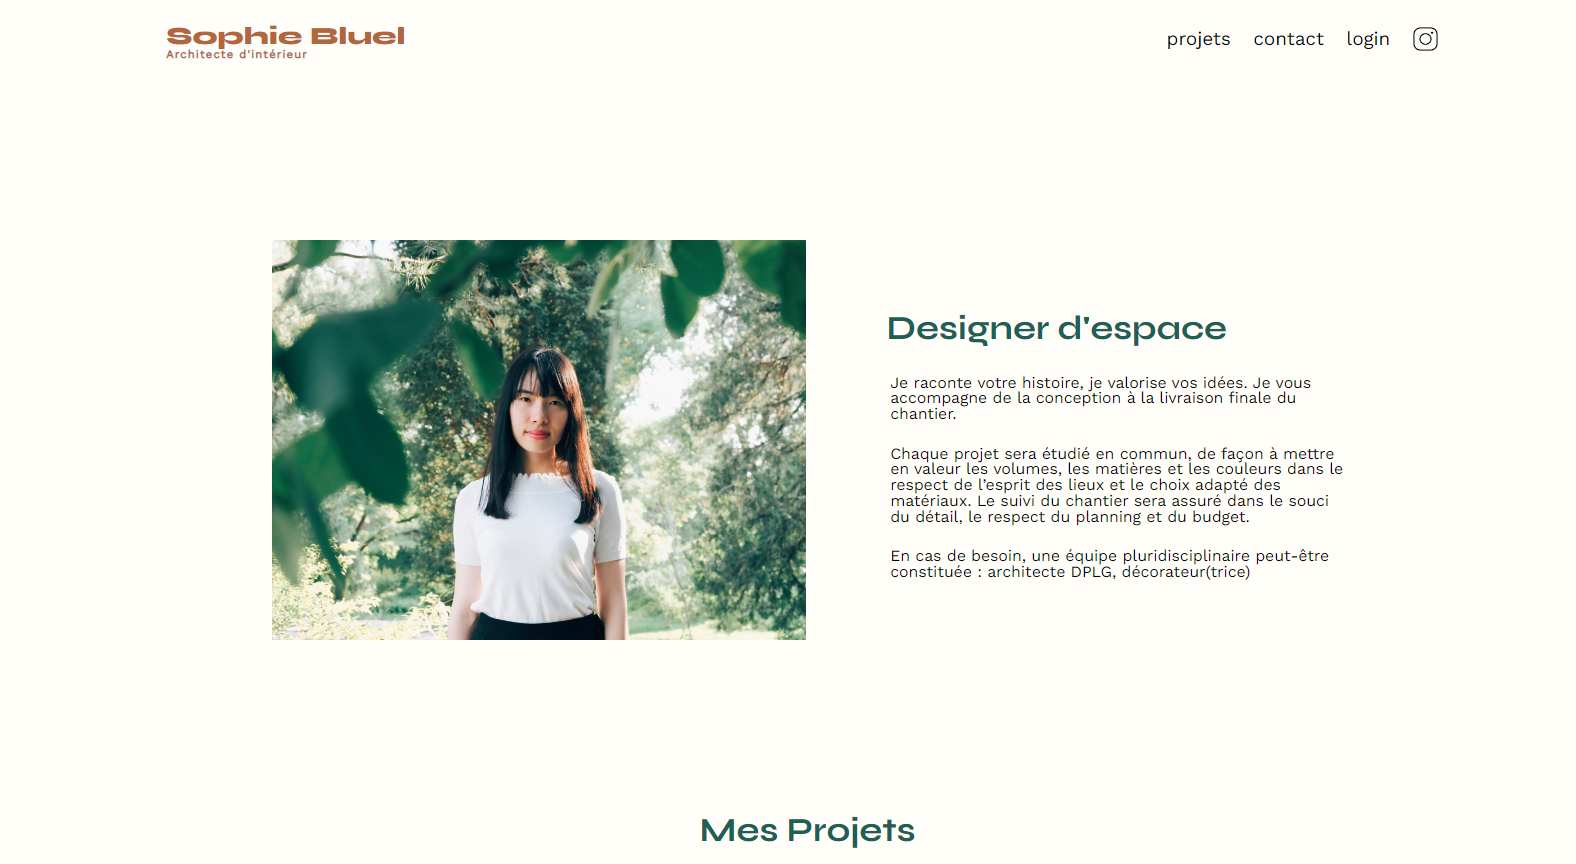 Sophie Bluel
Architecte d'intérieur
projets contact login
Designer d'espace
Je raconte votre histoire, je valorise vos idées. Je vous
accompagne de la conception à la livraison finale du
chantier.
Chaque projet sera étudié en commun, de façon à mettre
en valeur les volumes, les matières et les couleurs dans le
respect de l’esprit des lieux et le choix adapté des
matériaux. Le suivi du chantier sera assuré dans le souci
du détail, le respect du planning et du budget.
En cas de besoin, une équipe pluridisciplinaire peut-être
constituée : architecte DPLG, décorateur(trice)
Mes Projets